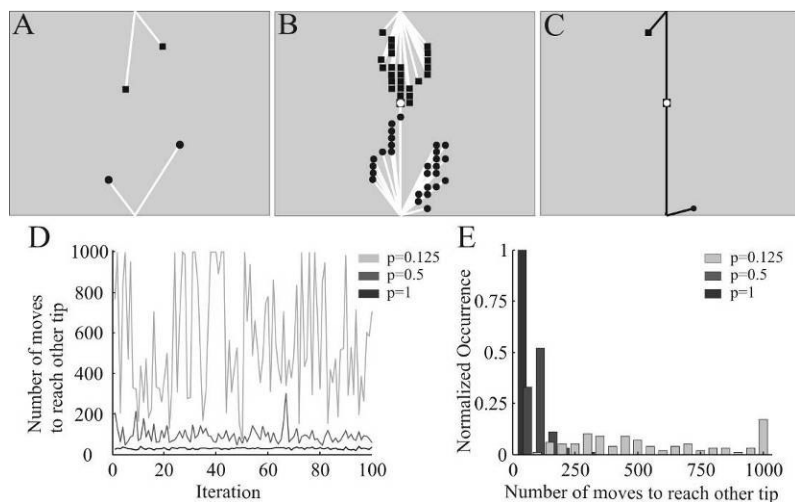 A
B
C
D
1000
800
600
400
200
0
0
20
40
60
80
100
Number of moves
to reach other tip
Iteration
p=0.125
p=0.5
p=1
E
1
0.75
0.5
0.25
0
0
250
500
750
1000
Normalized Occurrence
Number of moves to reach other tip
p=0.125
p=0.5
p=1